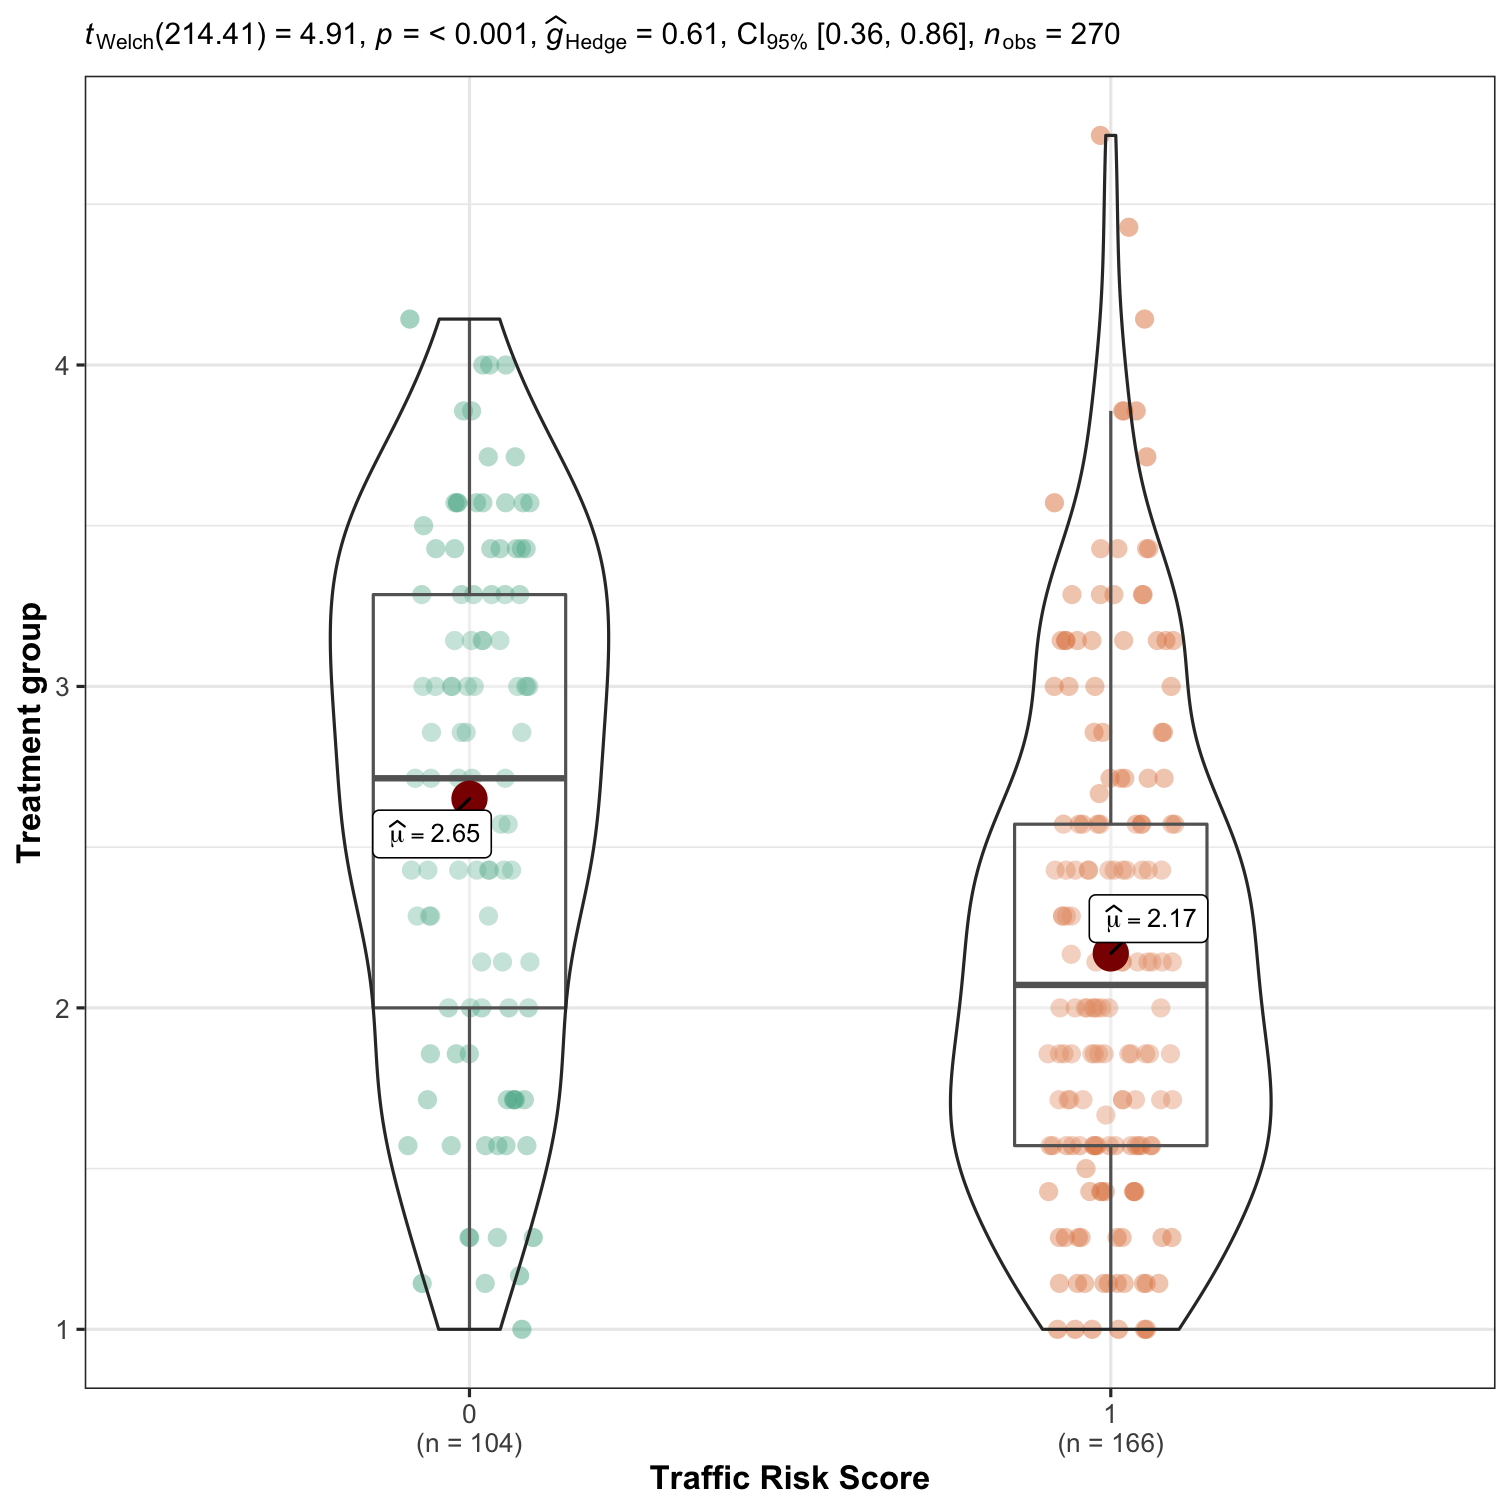 tWelch(214.41) = 4.91, p = < 0.001, ĝHedge = 0.61, CI95% [0.36, 0.86], nobs = 270
Treatment group
4
3
2
1
μ̂ = 2.65
μ̂ = 2.17
0
(n = 104)
1
(n = 166)
Traffic Risk Score